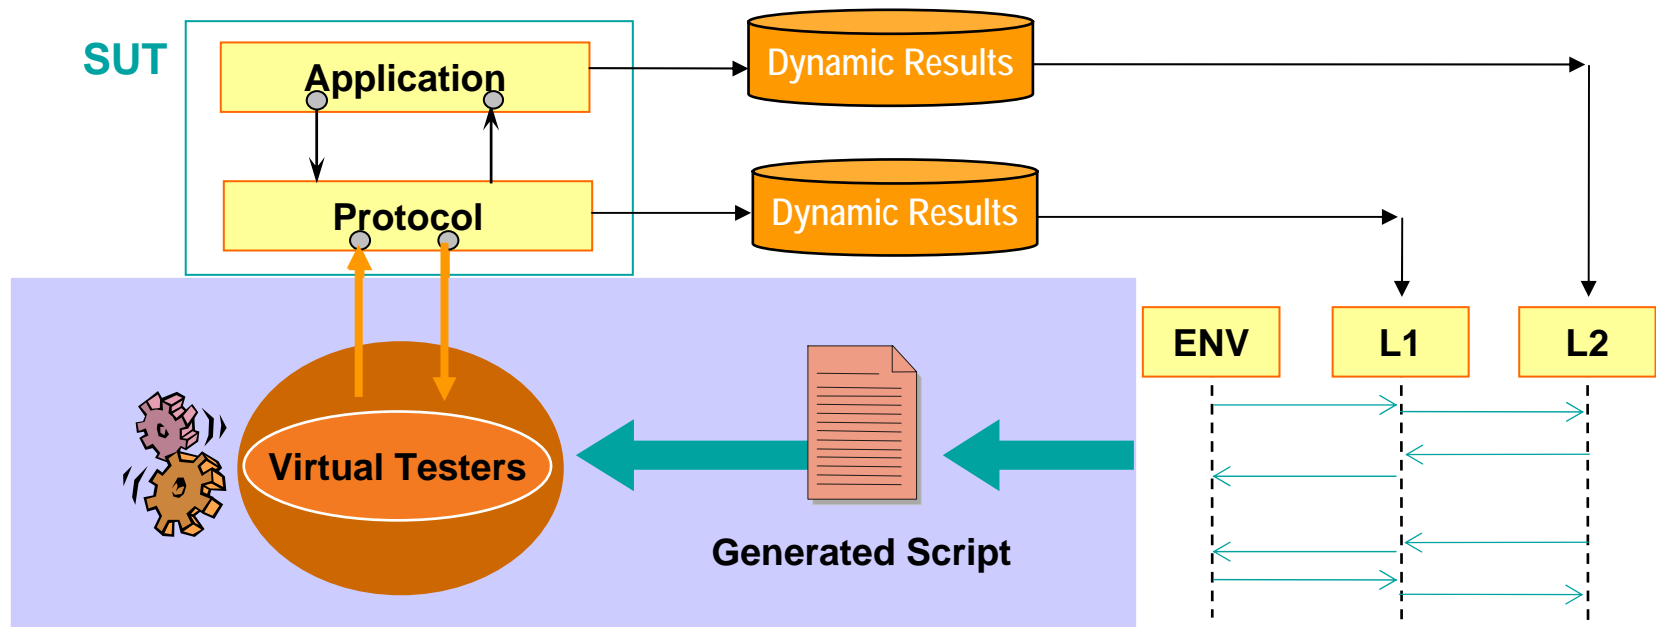 SUT
Application
Dynamic Results
Protocol
Dynamic Results
ENV
L1
L2
Virtual Testers
Generated Script